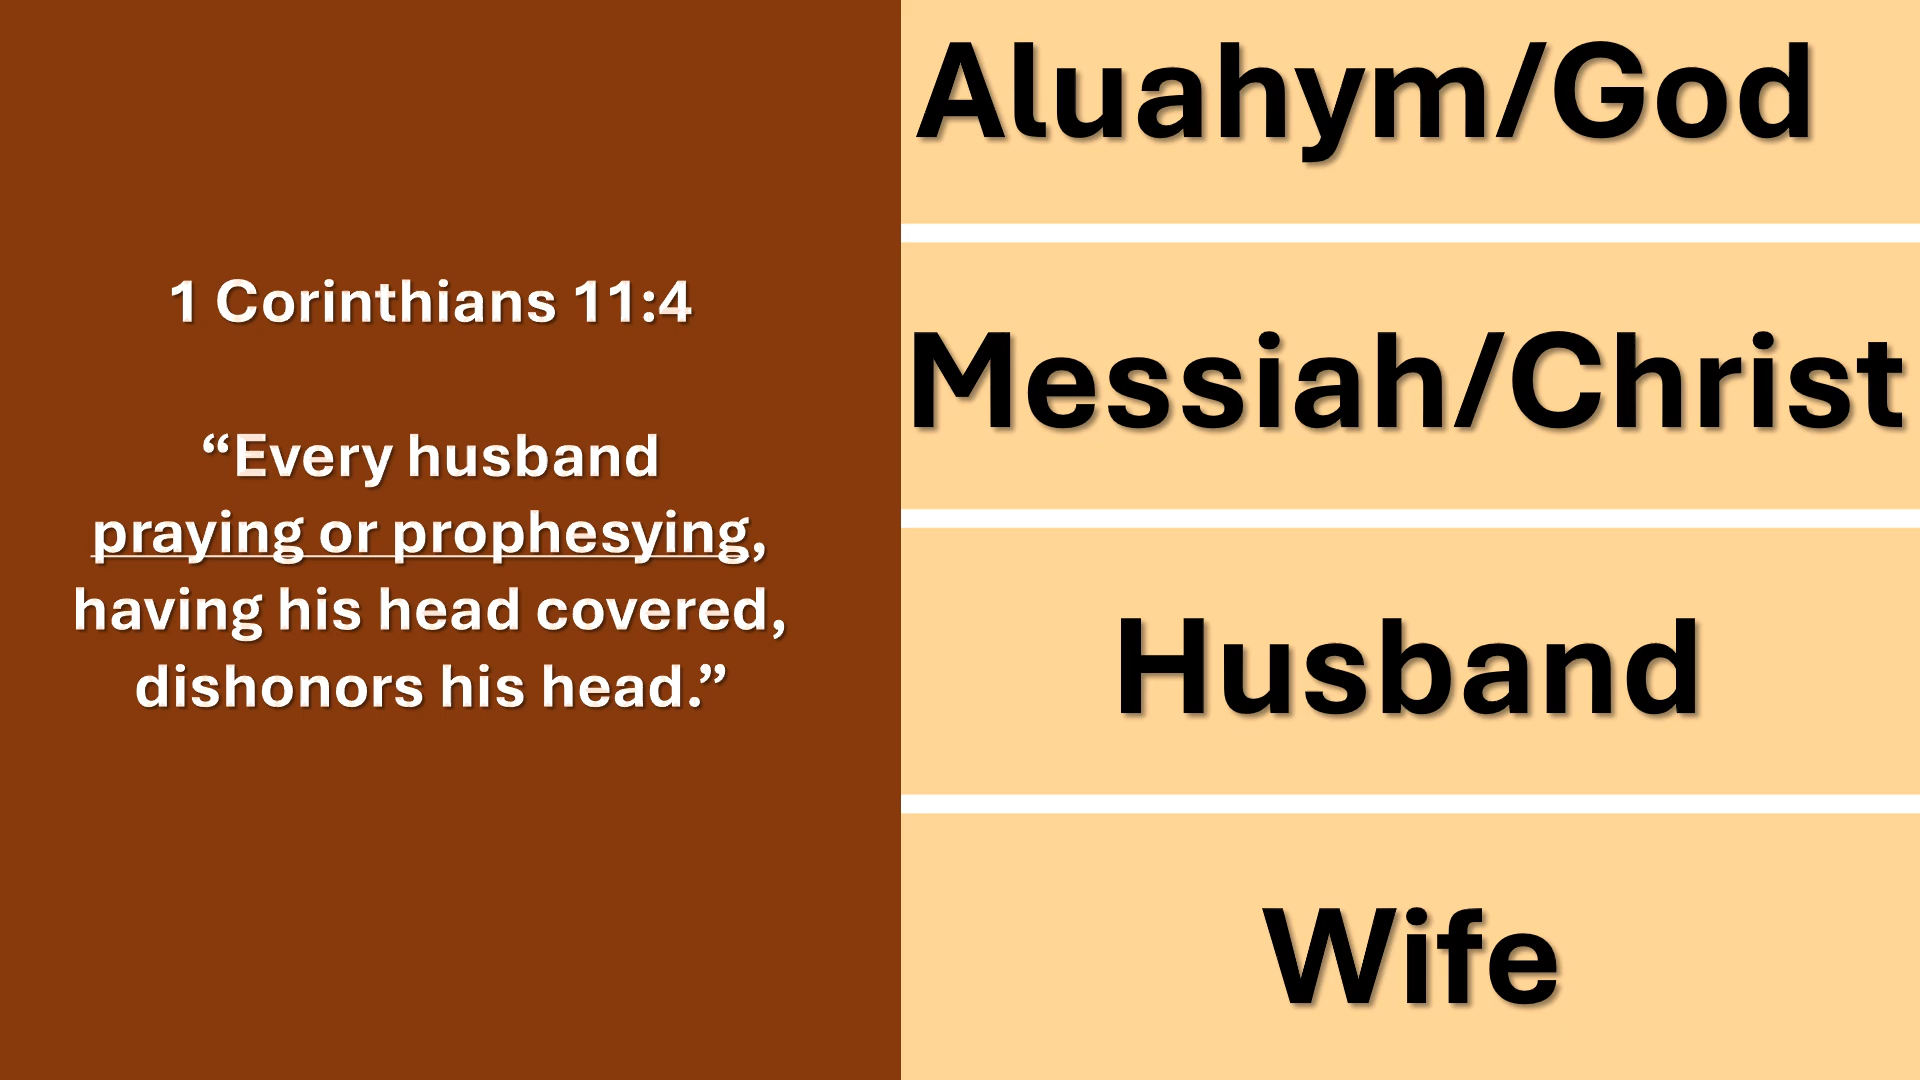 1 Corinthians 11:4
“Every husband
praying or prophesying,
having his head covered,
dishonors his head.”
Aluahym/God
Messiah/Christ
Husband
Wife